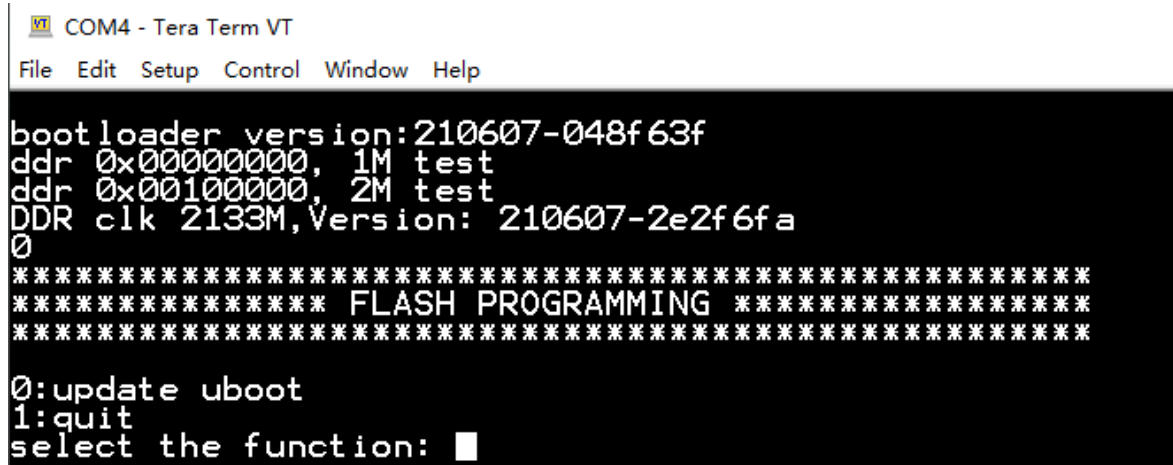 COM4 - Tera Term VT
File Edit Setup Control Window Help
bootloader version:210607-048f63f
ddr 0x00000000, 1M test
ddr 0x00100000, 2M test
DDR clk 2133M,Version: 210607-2e2f6fa
0
***************************************************
*************** FLASH PROGRAMMING *****************
***************************************************
0:update uboot
1:quit
select the function: